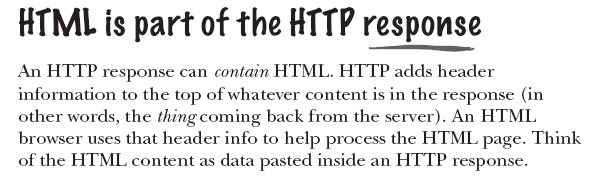 HTML is part of the HTTP response
An HTTP response can contain HTML. HTTP adds header
information to the top of whatever content is in the response (in
other words, the thing coming back from the server). An HTML
browser uses that header info to help process the HTML page. Think
of the HTML content as data pasted inside an HTTP response.